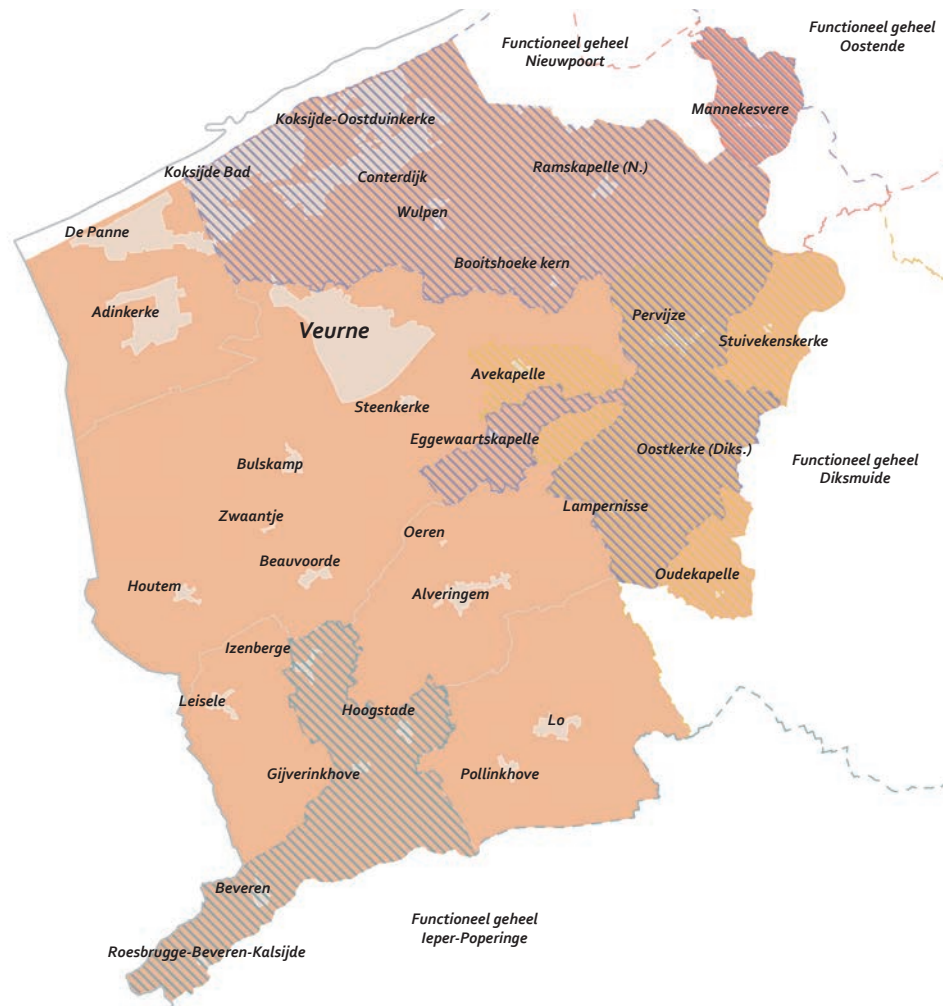 Functioneel geheel
Nieuwpoort
Functioneel geheel
Oostende
Mannekesvere
Koksijde-Oostduinkerke
Koksijde Bad
Conterdijk
Ramskapelle (N.)
Wulpen
De Panne
Booitshoeke kern
Adinkerke
Veurne
Pervijze
Stuivekenskerke
Avekapelle
Steenkerke
Eggewaartskapelle
Oostkerke (Diks.)
Functioneel geheel
Diksmuide
Bulskamp
Lampernisse
Zwaantje
Oeren
Beauvoorde
Oudekapelle
Houtem
Alveringem
Izenberge
Leisele
Hoogstade
Lo
Gijverinkhove
Pollinkhove
Beveren
Functioneel geheel
Ieper-Poperinge
Roesbrugge-Beveren-Kalsijde